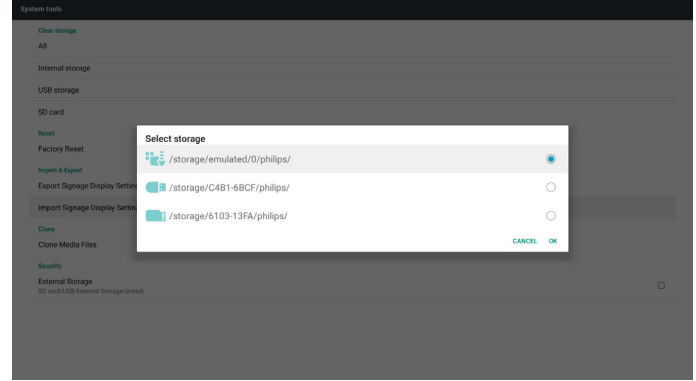 System tools
Clear storage
All
Internal storage
USB storage
SD card
Reset
Factory Reset
Import & Export
Export Signage Display Setting
Import Signage Display Settin
Clone
Clone Media Files
Security
External Storage
SD card/USB External Storage Unlock
Select storage
/storage/emulated/0/philips/
/storage/C4B1-6BCF/philips/
/storage/6103-13FA/philips/
CANCEL OK